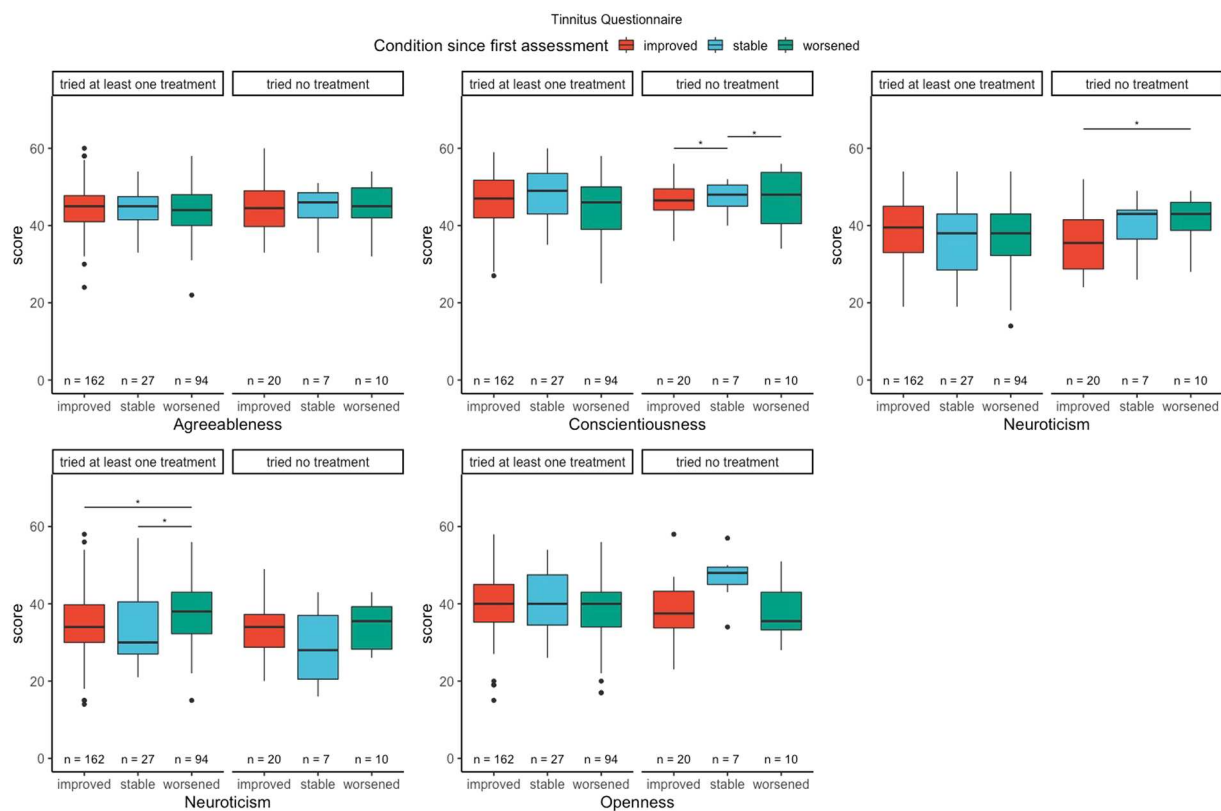 Tinnitus Questionnaire
Condition since first assessment improved stable worsened
tried at least one treatment tried no treatment
* *
score
60
40
20
0
n = 162 n = 27 n = 94 n = 20 n = 7 n = 10
improved stable worsened improved stable worsened
Agreeableness
tried at least one treatment tried no treatment
score
60
40
20
0
n = 162 n = 27 n = 94 n = 20 n = 7 n = 10
improved stable worsened improved stable worsened
Conscientiousness
tried at least one treatment tried no treatment
*
score
60
40
20
0
n = 162 n = 27 n = 94 n = 20 n = 7 n = 10
improved stable worsened improved stable worsened
Neuroticism
tried at least one treatment tried no treatment
*
*
score
60
40
20
0
n = 162 n = 27 n = 94 n = 20 n = 7 n = 10
improved stable worsened improved stable worsened
Neuroticism
tried at least one treatment tried no treatment
score
60
40
20
0
n = 162 n = 27 n = 94 n = 20 n = 7 n = 10
improved stable worsened improved stable worsened
Openness